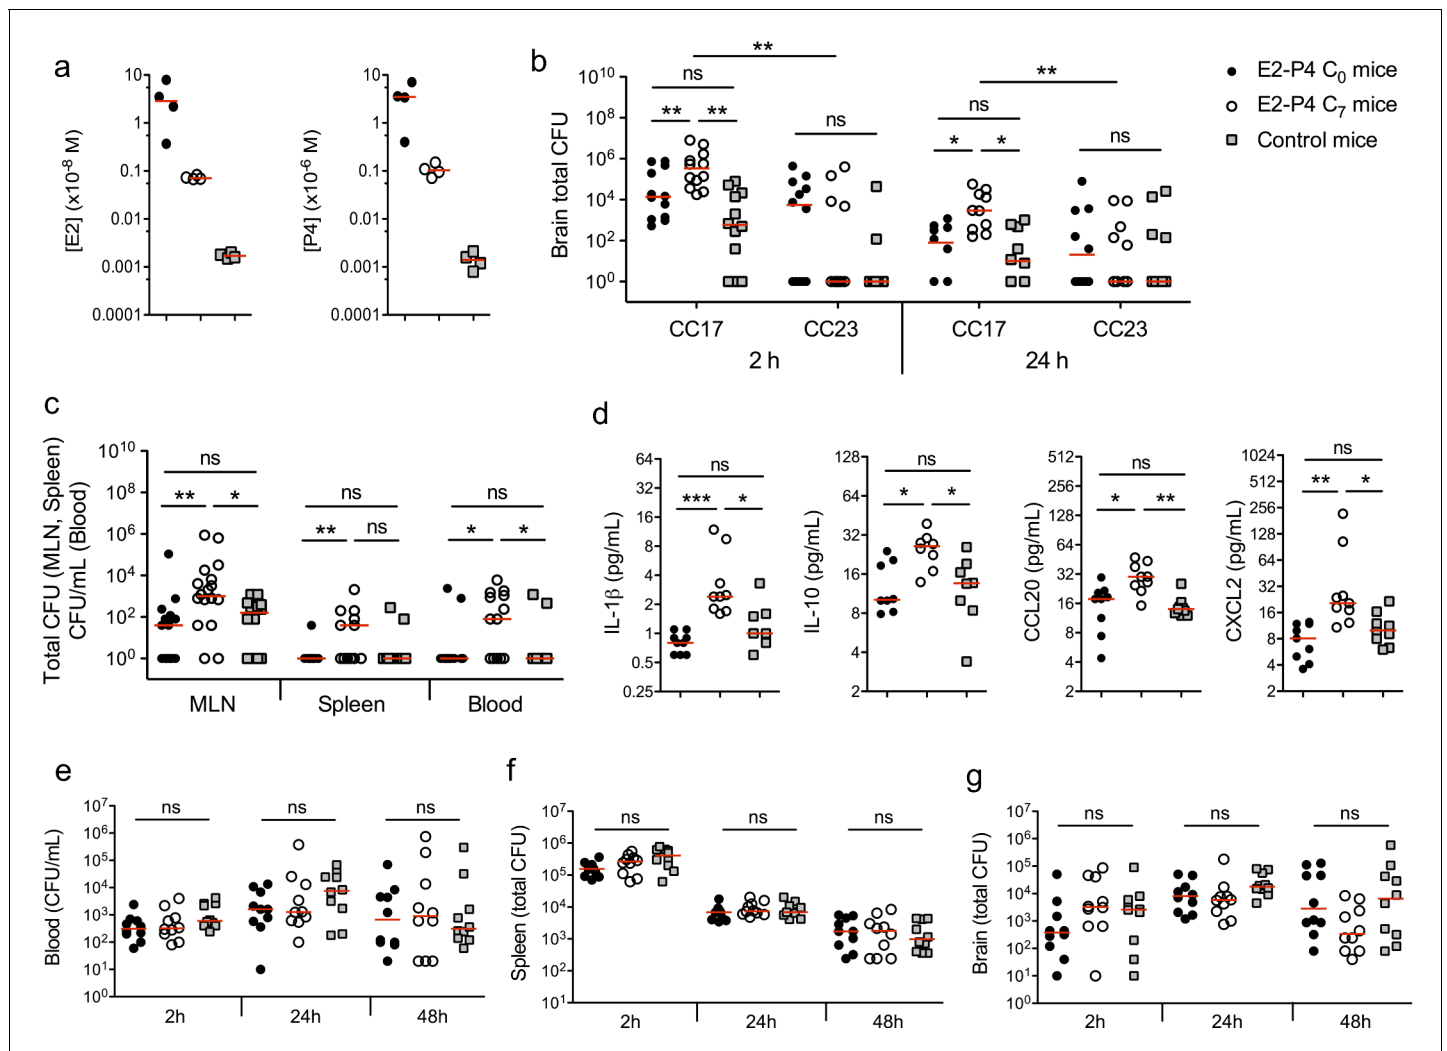 a
[E2] (x10⁻⁸ M)
10
1
0.1
0.01
0.001
0.0001
[P4] (x10⁻⁶ M)
10
1
0.1
0.01
0.001
0.0001
b
Brain total CFU
10¹⁰
10⁸
10⁶
10⁴
10²
10⁰
**
ns
** **
ns
**
ns
* *
ns
CC17 CC23 CC17 CC23
2 h 24 h
E2-P4 C₀ mice
E2-P4 C₇ mice
Control mice
c
Total CFU (MLN, Spleen)
CFU/mL (Blood)
10¹⁰
10⁸
10⁶
10⁴
10²
10⁰
ns
** *
ns
** ns
ns
* *
MLN Spleen Blood
d
IL-1β (pg/mL)
64
32
16
8
4
2
1
0.5
0.25
ns
*** *
IL-10 (pg/mL)
128
64
32
16
8
4
2
ns
* *
CCL20 (pg/mL)
512
256
128
64
32
16
8
4
2
ns
* **
CXCL2 (pg/mL)
1024
512
256
128
64
32
16
8
4
2
ns
** *
e
Blood (CFU/mL)
10⁷
10⁶
10⁵
10⁴
10³
10²
10¹
10⁰
ns ns ns
2h 24h 48h
f
Spleen (total CFU)
10⁷
10⁶
10⁵
10⁴
10³
10²
10¹
ns ns ns
2h 24h 48h
g
Brain (total CFU)
10⁷
10⁶
10⁵
10⁴
10³
10²
10¹
10⁰
ns ns ns
2h 24h 48h